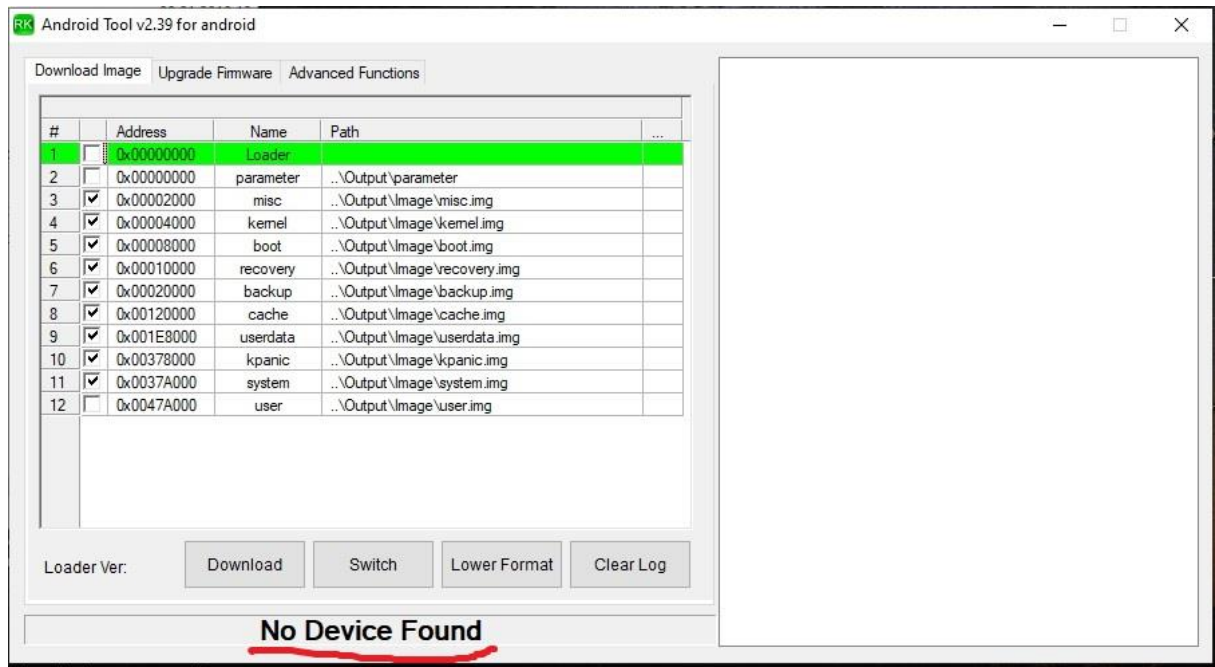 RK Android Tool v2.39 for android
Download Image Upgrade Firmware Advanced Functions
# Address Name Path ...
1 0x00000000 Loader
2 0x00000000 parameter ..\Output\parameter
3 0x00002000 misc ..\Output\Image\misc.img
4 0x00004000 kernel ..\Output\Image\kernel.img
5 0x00008000 boot ..\Output\Image\boot.img
6 0x00010000 recovery ..\Output\Image\recovery.img
7 0x00020000 backup ..\Output\Image\backup.img
8 0x00120000 cache ..\Output\Image\cache.img
9 0x001E8000 userdata ..\Output\Image\userdata.img
10 0x00378000 kpanic ..\Output\Image\kpanic.img
11 0x0037A000 system ..\Output\Image\system.img
12 0x0047A000 user ..\Output\Image\user.img
Loader Ver: Download Switch Lower Format Clear Log
No Device Found